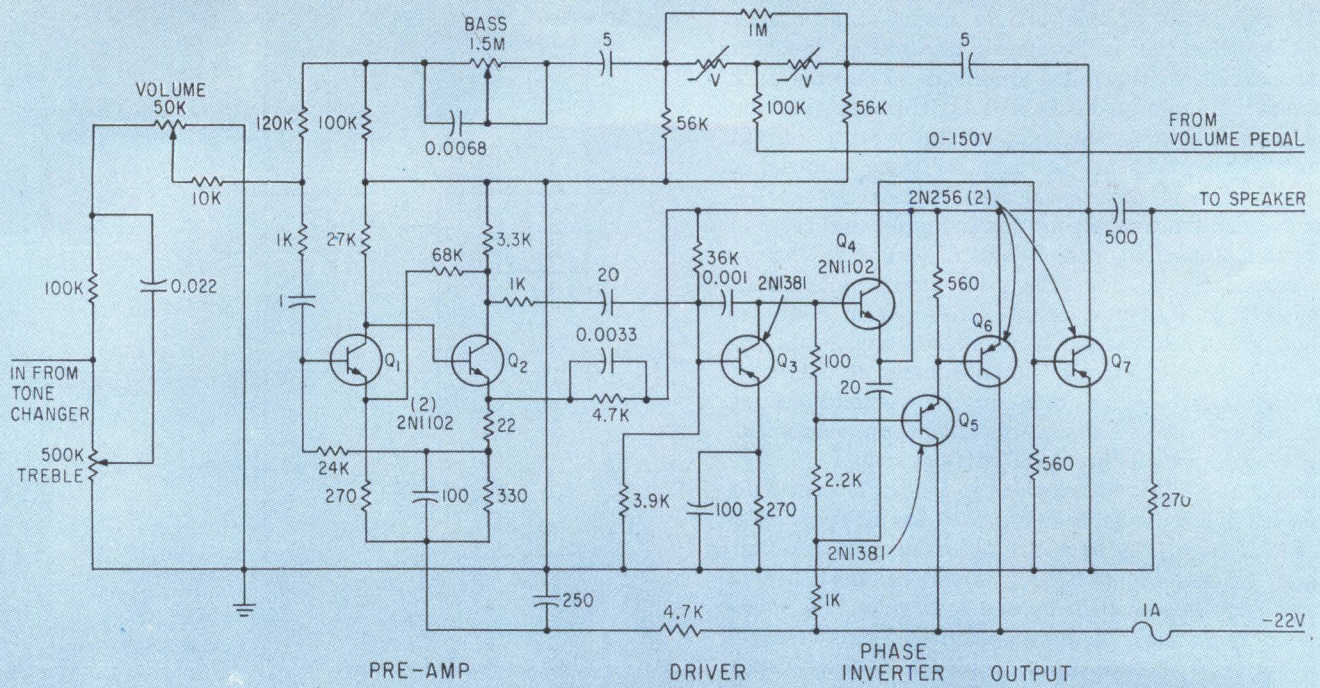 BASS
1.5M
5
1M
5
V
V
VOLUME
50K
120K
100K
0.0068
56K
100K
56K
FROM
VOLUME PEDAL
0-150V
10K
2N256 (2)
TO SPEAKER
500
1K
27K
68K
3.3K
36K
Q4
2N1102
100K
0.022
1K
20
0.001
2N1381
560
1
0.0033
Q6
Q1
Q2
Q3
100
20
Q7
IN FROM
TONE
CHANGER
(2)
2N1102
4.7K
Q5
22
500K
TREBLE
24K
270
100
330
3.9K
100
270
2.2K
560
270
2N1381
250
4.7K
1K
1A
-22V
PRE-AMP
DRIVER
PHASE
INVERTER
OUTPUT